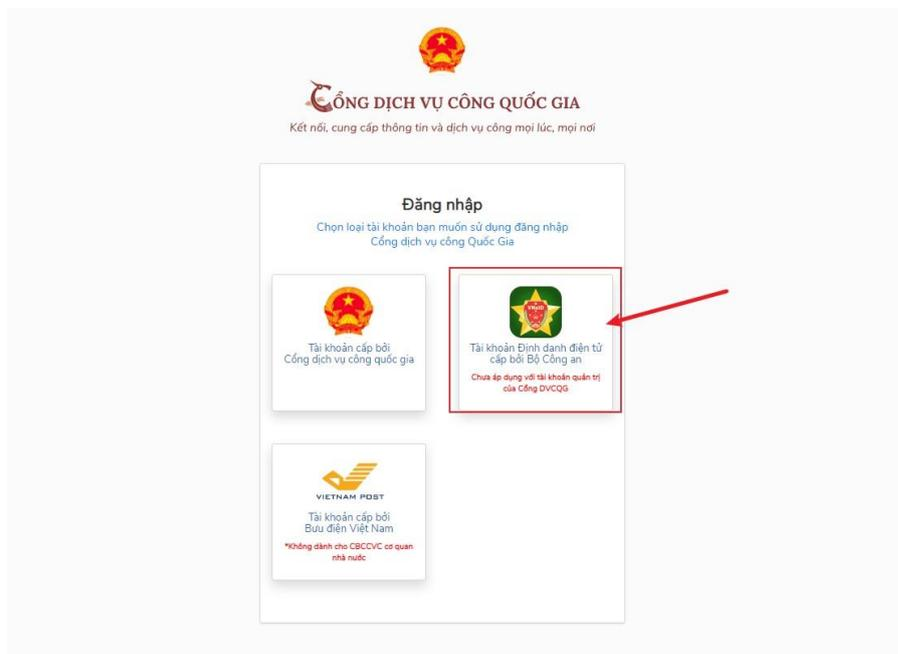 CỔNG DỊCH VỤ CÔNG QUỐC GIA
Kết nối, cung cấp thông tin và dịch vụ công mọi lúc, mọi nơi
Đăng nhập
Chọn loại tài khoản bạn muốn sử dụng đăng nhập
Cổng dịch vụ công Quốc Gia
Tài khoản cấp bởi
Cổng dịch vụ công quốc gia
VNeID
Tài khoản Định danh điện tử
cấp bởi Bộ Công an
Chưa áp dụng với tài khoản quản trị
của Cổng DVCQG
VIETNAM POST
Tài khoản cấp bởi
Bưu điện Việt Nam
*Không dành cho CBCCVC cơ quan
nhà nước